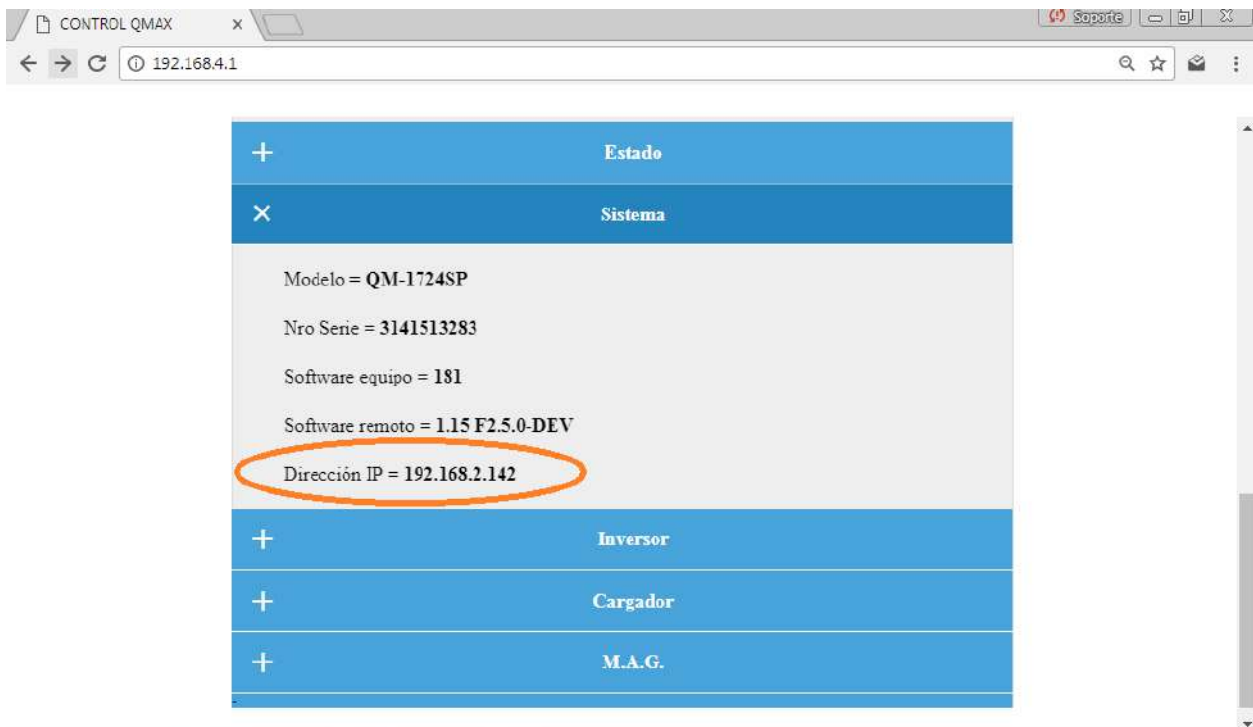 CONTROL QMAX
Soporte
192.168.4.1
Estado
Sistema
Modelo = QM-1724SP
Nro Serie = 3141513283
Software equipo = 181
Software remoto = 1.15 F2.5.0-DEV
Dirección IP = 192.168.2.142
Inversor
Cargador
M.A.G.